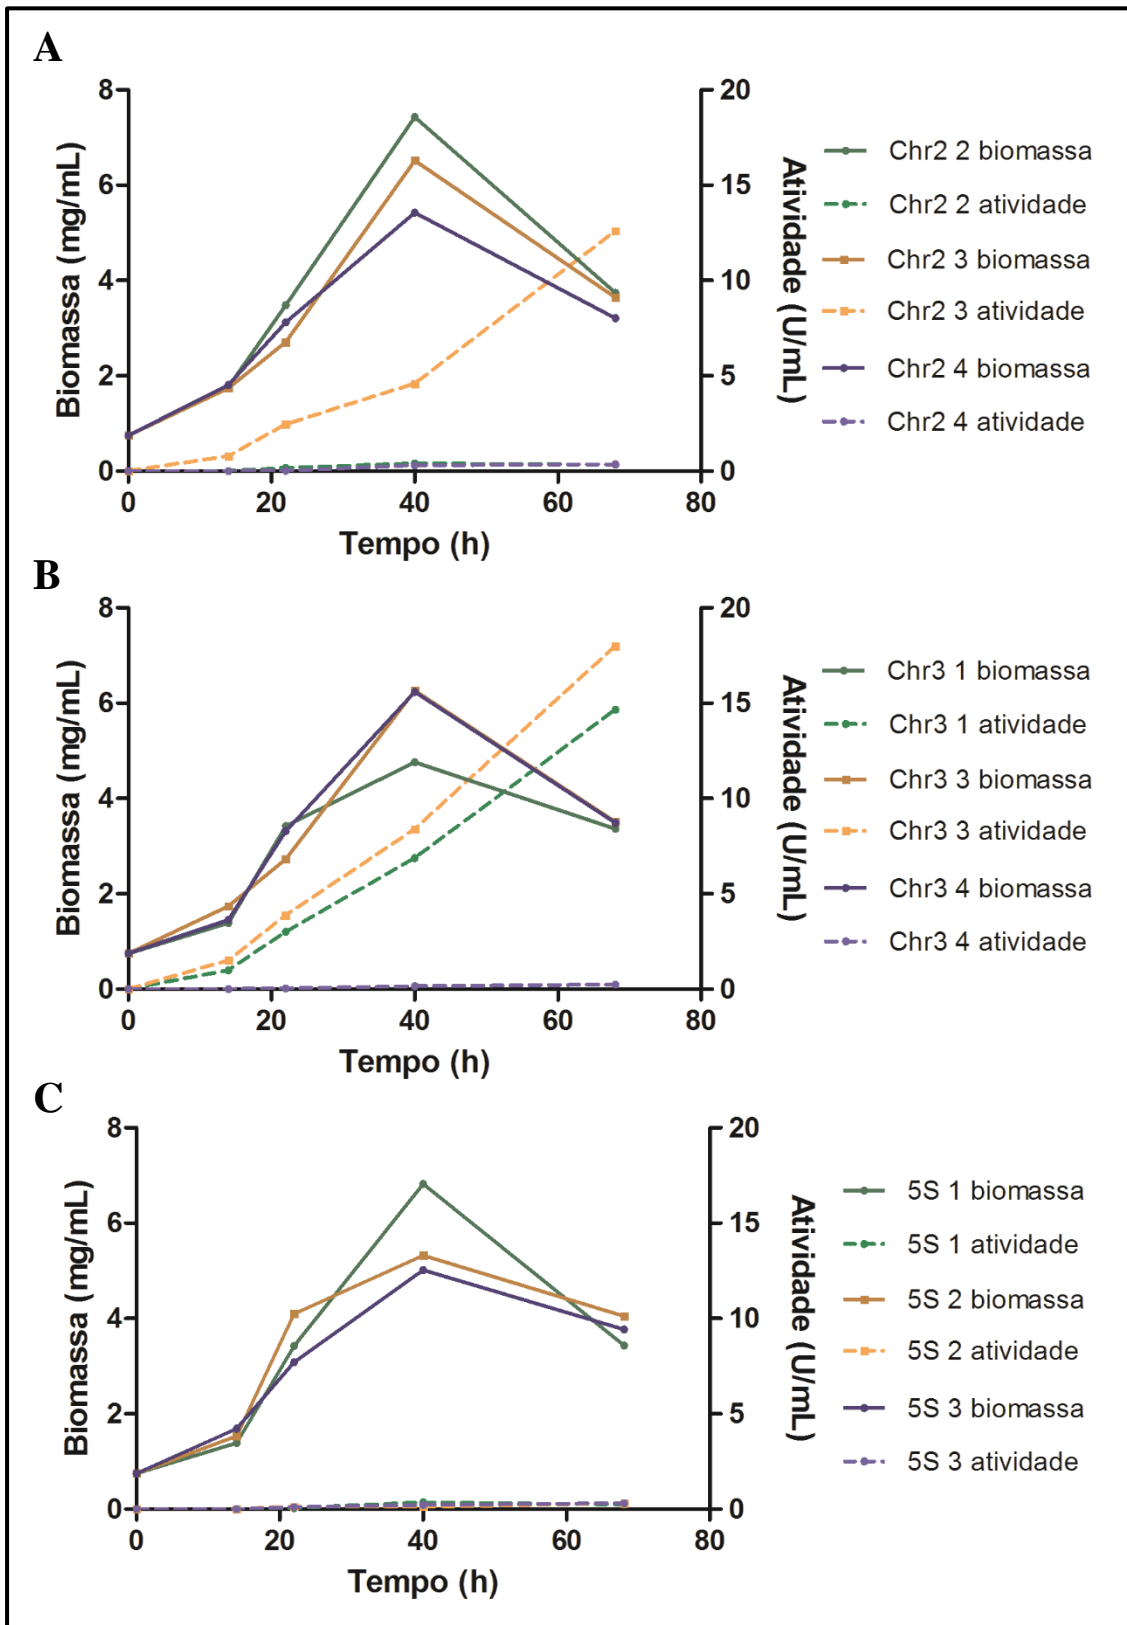 A
8
6
4
2
0
Biomassa (mg/mL)
20
15
10
5
0
Atividade (U/mL)
0 20 40 60 80
Tempo (h)
Chr2 2 biomassa
Chr2 2 atividade
Chr2 3 biomassa
Chr2 3 atividade
Chr2 4 biomassa
Chr2 4 atividade
B
8
6
4
2
0
Biomassa (mg/mL)
20
15
10
5
0
Atividade (U/mL)
0 20 40 60 80
Tempo (h)
Chr3 1 biomassa
Chr3 1 atividade
Chr3 3 biomassa
Chr3 3 atividade
Chr3 4 biomassa
Chr3 4 atividade
C
8
6
4
2
0
Biomassa (mg/mL)
20
15
10
5
0
Atividade (U/mL)
0 20 40 60 80
Tempo (h)
5S 1 biomassa
5S 1 atividade
5S 2 biomassa
5S 2 atividade
5S 3 biomassa
5S 3 atividade